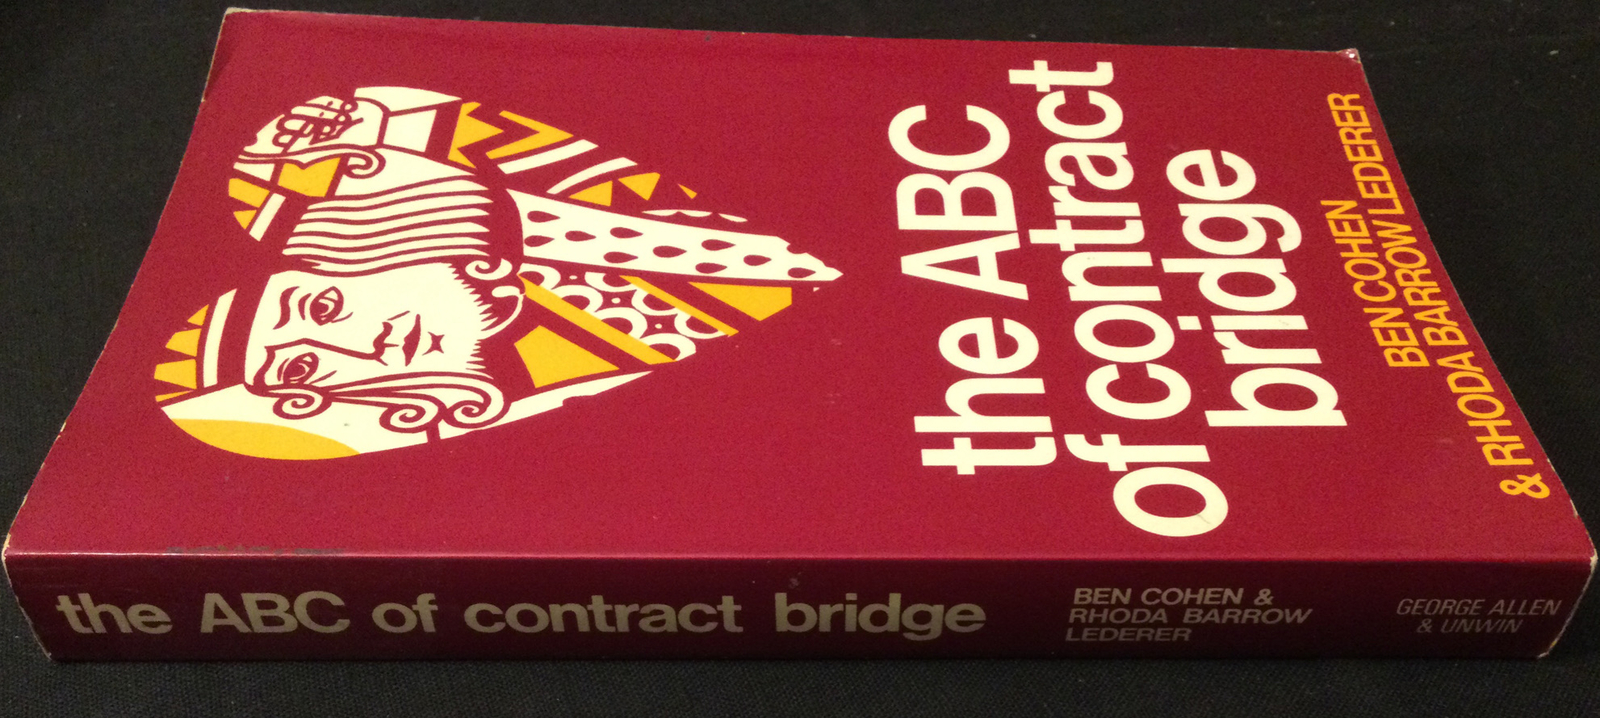 the ABC
of contract
bridge
BEN COHEN
& RHODA BARROW LEDERER
the ABC of contract bridge
BEN COHEN &
RHODA BARROW
LEDERER
GEORGE ALLEN
& UNWIN